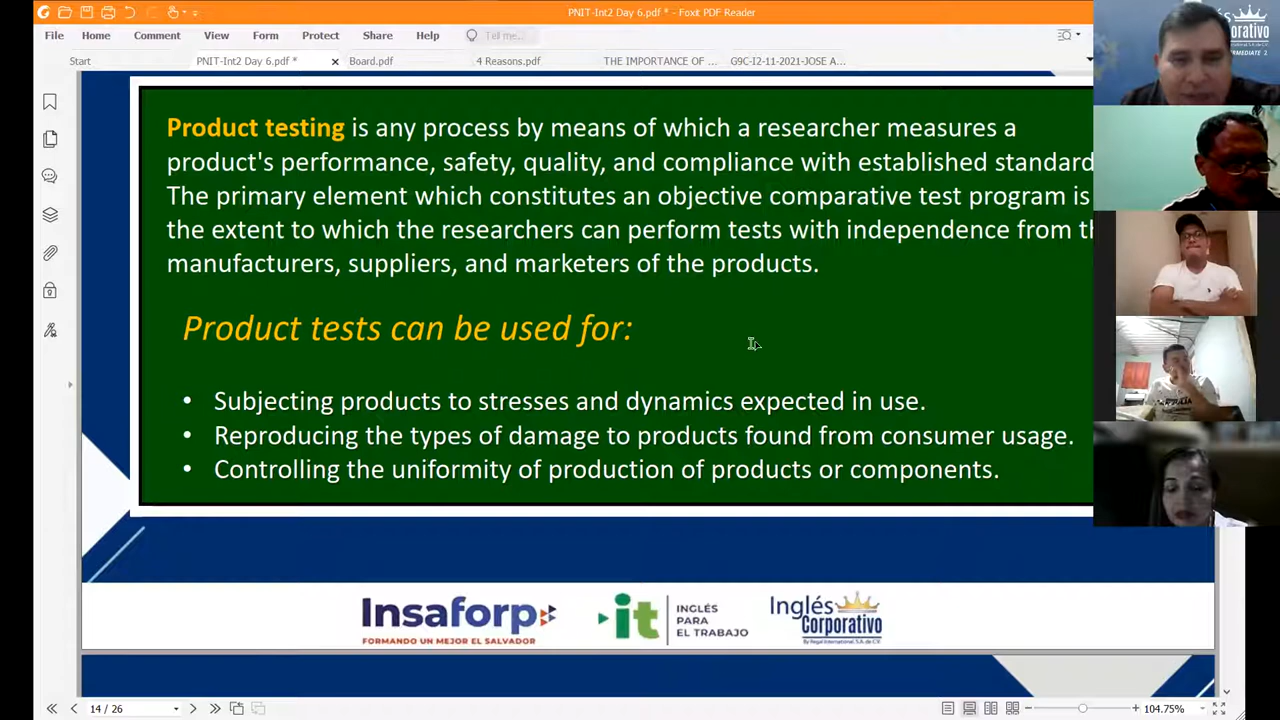 PNIT-Int2 Day 6.pdf * - Foxit PDF Reader
File Home Comment View Form Protect Share Help Tell me...
Start PNIT-Int2 Day 6.pdf * Board.pdf 4 Reasons.pdf THE IMPORTANCE OF ... G9C-I2-11-2021-JOSE A...
Product testing is any process by means of which a researcher measures a
product's performance, safety, quality, and compliance with established standard
The primary element which constitutes an objective comparative test program is
the extent to which the researchers can perform tests with independence from th
manufacturers, suppliers, and marketers of the products.
Product tests can be used for:
• Subjecting products to stresses and dynamics expected in use.
• Reproducing the types of damage to products found from consumer usage.
• Controlling the uniformity of production of products or components.
Insaforp
FORMANDO UN MEJOR EL SALVADOR
it
INGLÉS
PARA
EL TRABAJO
Inglés
Corporativo
By Regal International, S.A. de C.V.
14 / 26
104.75%